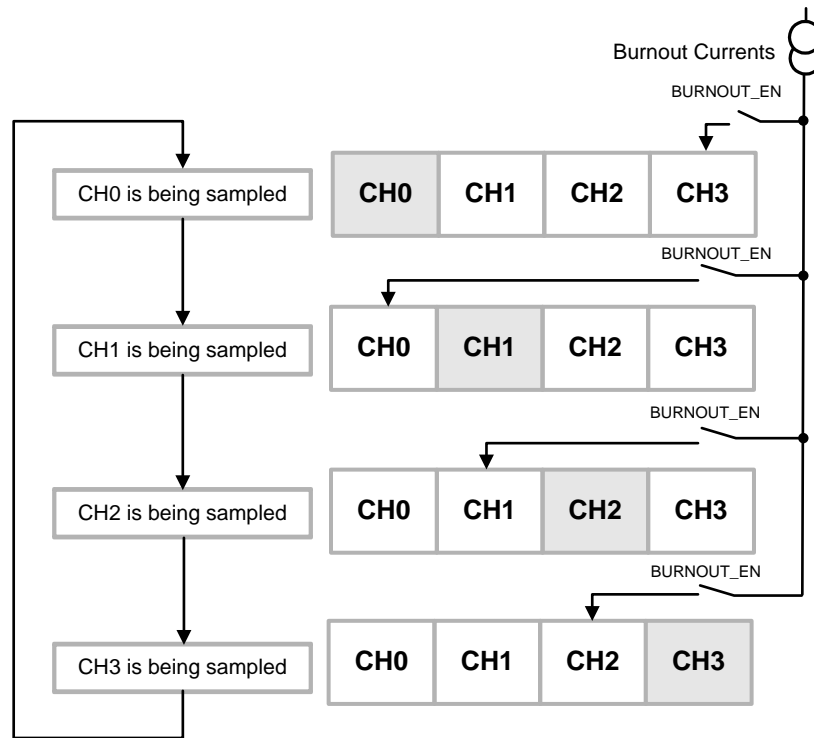 Burnout Currents
BURNOUT_EN
CH0 is being sampled
CH0 CH1 CH2 CH3
BURNOUT_EN
CH1 is being sampled
CH0 CH1 CH2 CH3
BURNOUT_EN
CH2 is being sampled
CH0 CH1 CH2 CH3
BURNOUT_EN
CH3 is being sampled
CH0 CH1 CH2 CH3